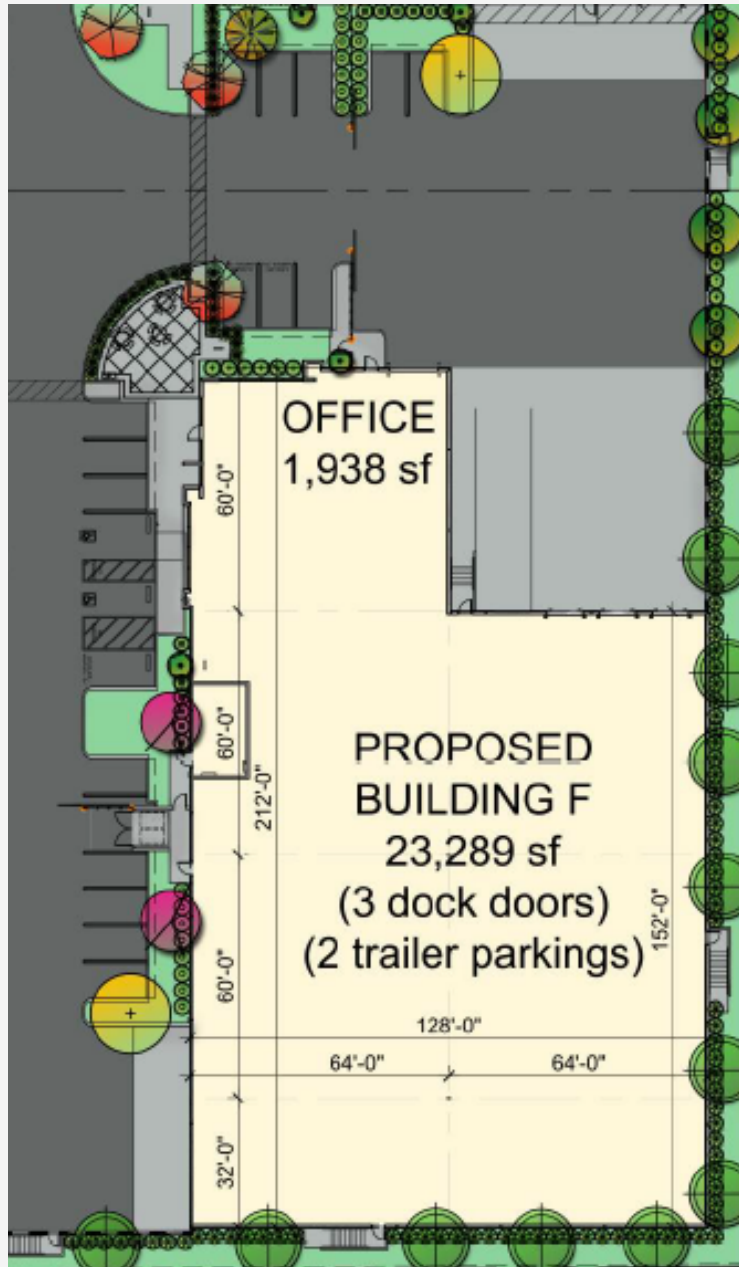 OFFICE
1,938 sf
60'-0"
60'-0"
212'-0"
PROPOSED
BUILDING F
23,289 sf
(3 dock doors)
(2 trailer parkings)
152'-0"
60'-0"
128'-0"
64'-0"
64'-0"
32'-0"